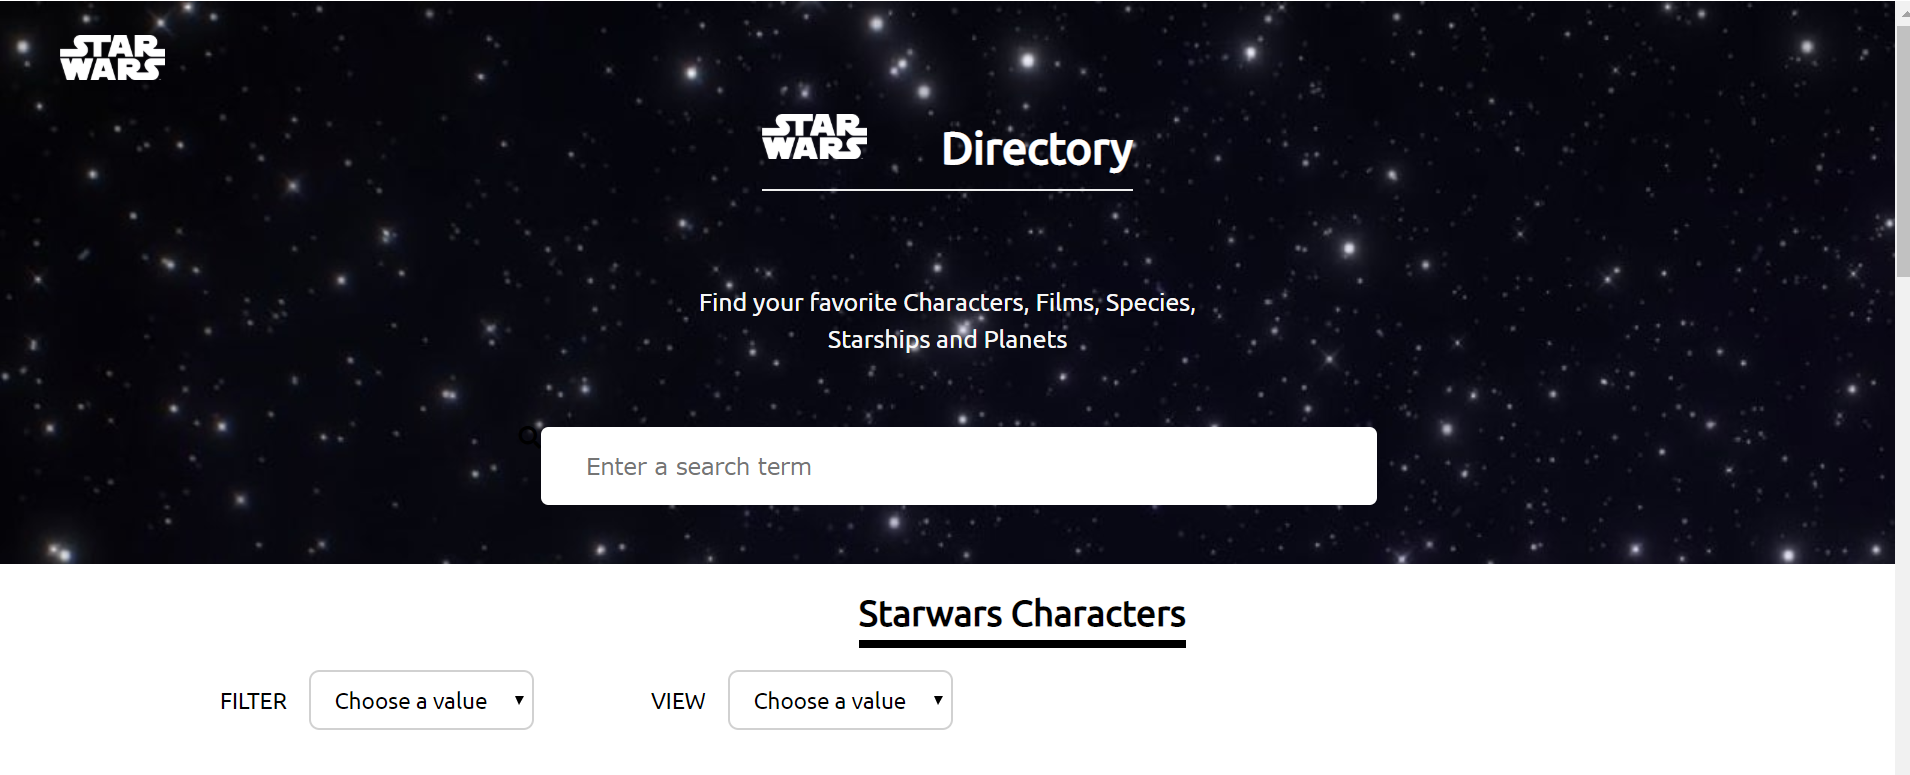 STAR
WARS
STAR
WARS Directory
Find your favorite Characters, Films, Species,
Starships and Planets
Enter a search term
Starwars Characters
FILTER Choose a value VIEW Choose a value